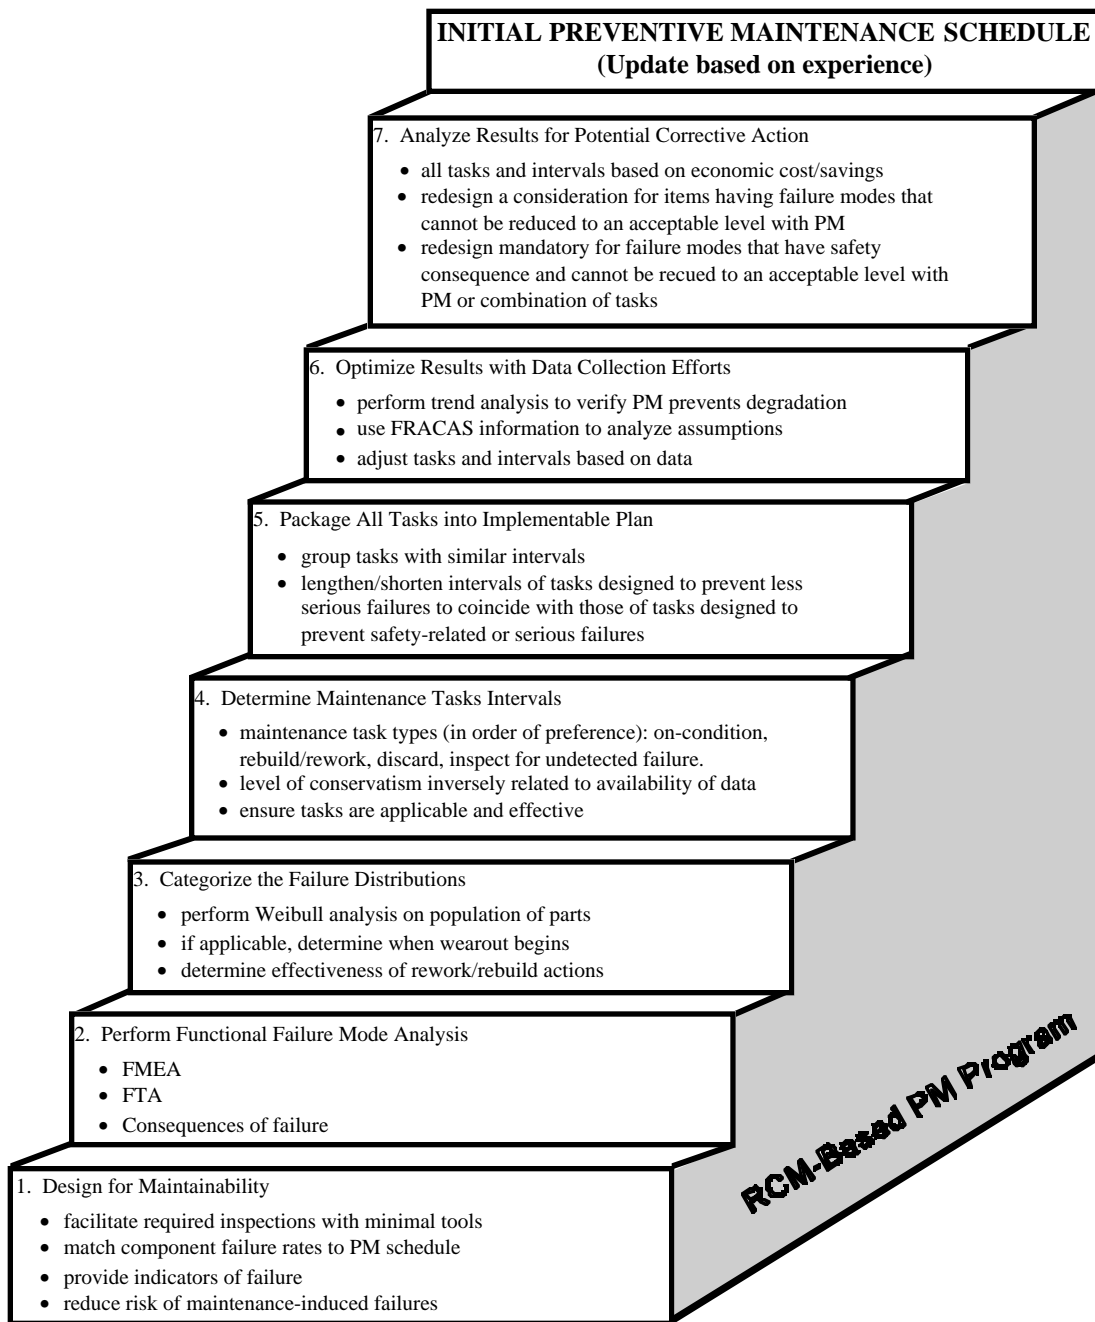 INITIAL PREVENTIVE MAINTENANCE SCHEDULE
(Update based on experience)
7. Analyze Results for Potential Corrective Action
• all tasks and intervals based on economic cost/savings
• redesign a consideration for items having failure modes that
cannot be reduced to an acceptable level with PM
• redesign mandatory for failure modes that have safety
consequence and cannot be recued to an acceptable level with
PM or combination of tasks
6. Optimize Results with Data Collection Efforts
• perform trend analysis to verify PM prevents degradation
• use FRACAS information to analyze assumptions
• adjust tasks and intervals based on data
5. Package All Tasks into Implementable Plan
• group tasks with similar intervals
• lengthen/shorten intervals of tasks designed to prevent less
serious failures to coincide with those of tasks designed to
prevent safety-related or serious failures
4. Determine Maintenance Tasks Intervals
• maintenance task types (in order of preference): on-condition,
rebuild/rework, discard, inspect for undetected failure.
• level of conservatism inversely related to availability of data
• ensure tasks are applicable and effective
3. Categorize the Failure Distributions
• perform Weibull analysis on population of parts
• if applicable, determine when wearout begins
• determine effectiveness of rework/rebuild actions
2. Perform Functional Failure Mode Analysis
• FMEA
• FTA
• Consequences of failure
1. Design for Maintainability
• facilitate required inspections with minimal tools
• match component failure rates to PM schedule
• provide indicators of failure
• reduce risk of maintenance-induced failures
RCM-Based PM Program